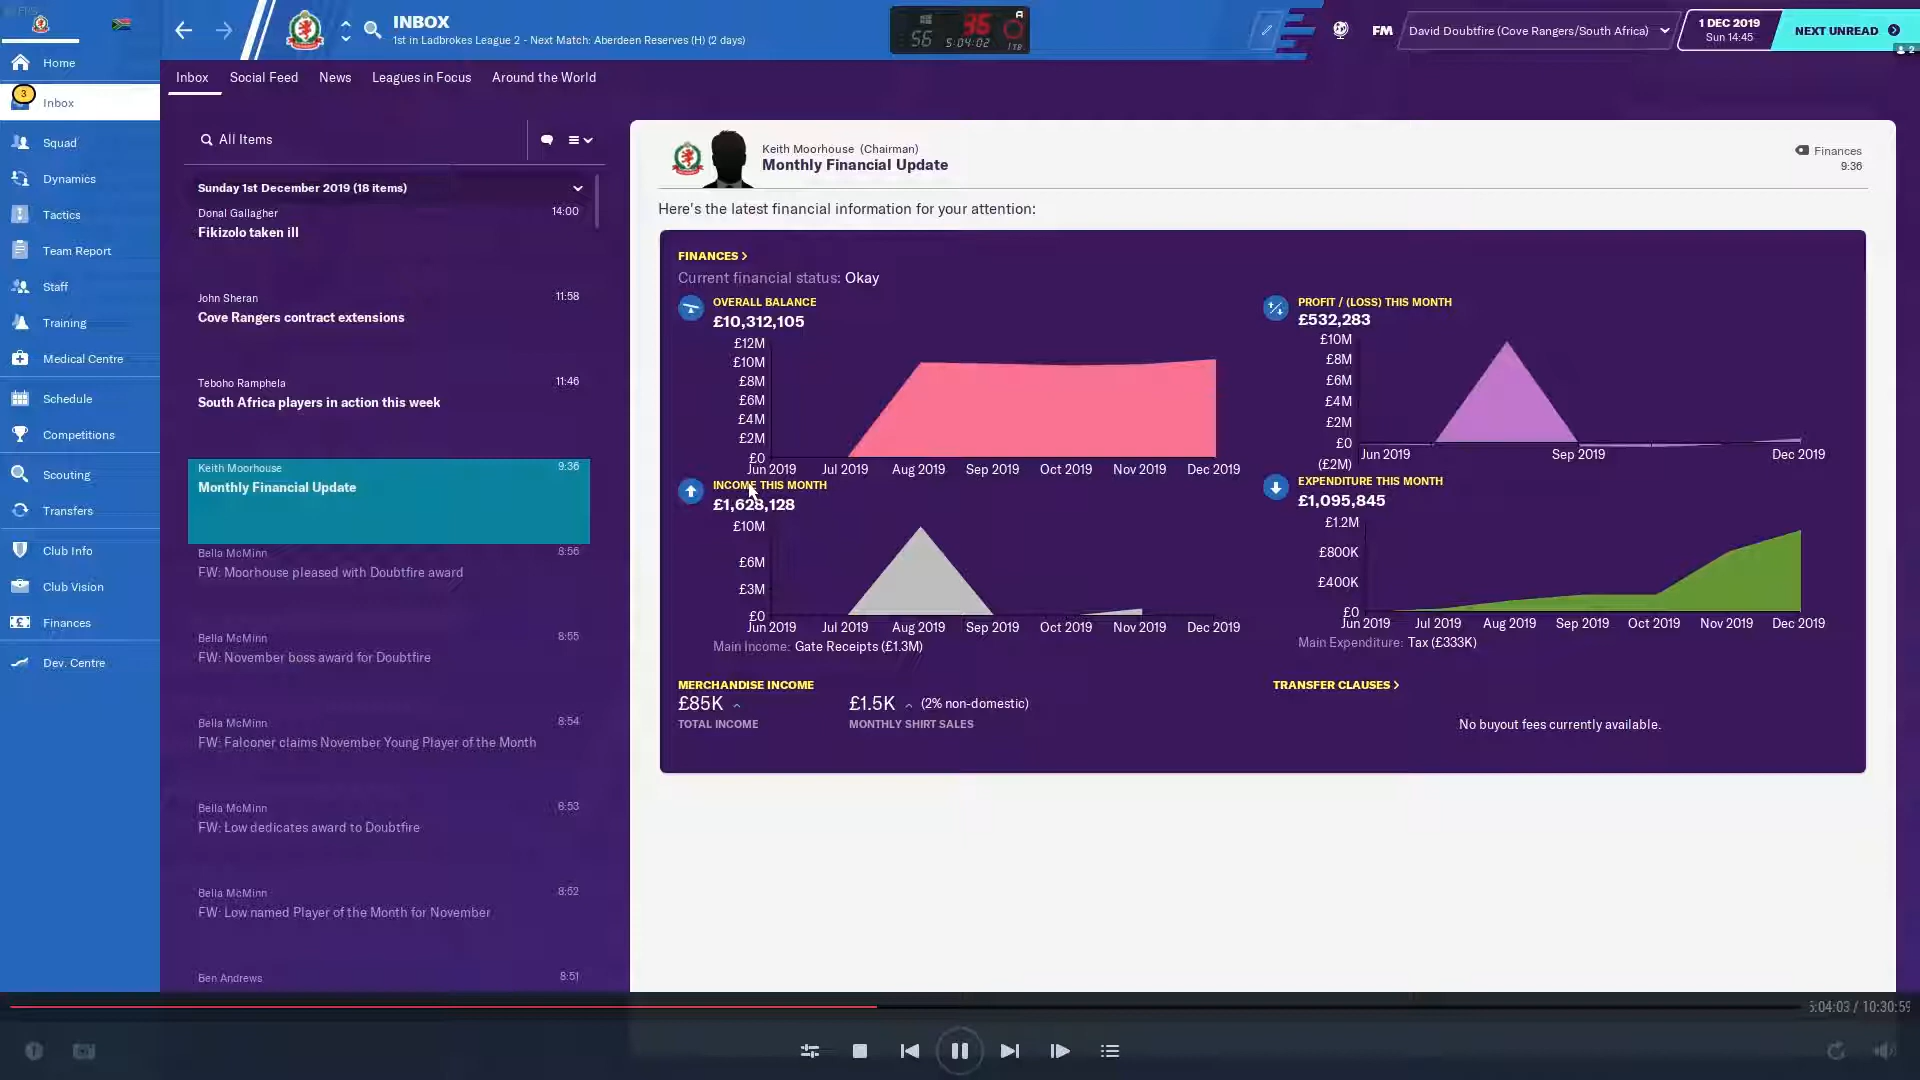 INBOX
1st in Ladbrokes League 2 - Next Match: Aberdeen Reserves (H) (2 days)
56
35
A
5:04:02
1TB
FM
David Doubtfire (Cove Rangers/South Africa)
1 DEC 2019
Sun 14:45
NEXT UNREAD
2
Home
3
Inbox
Squad
Dynamics
Tactics
Team Report
Staff
Training
Medical Centre
Schedule
Competitions
Scouting
Transfers
Club Info
Club Vision
Finances
Dev. Centre
Inbox
Social Feed
News
Leagues in Focus
Around the World
All Items
Sunday 1st December 2019 (18 items)
Donal Gallagher 14:00
Fikizolo taken ill
John Sheran 11:58
Cove Rangers contract extensions
Teboho Ramphela 11:46
South Africa players in action this week
Keith Moorhouse 9:36
Monthly Financial Update
Bella McMinn 8:56
FW: Moorhouse pleased with Doubtfire award
Bella McMinn 8:55
FW: November boss award for Doubtfire
Bella McMinn 8:54
FW: Falconer claims November Young Player of the Month
Bella McMinn 8:53
FW: Low dedicates award to Doubtfire
Bella McMinn 8:52
FW: Low named Player of the Month for November
Ben Andrews 8:51
Keith Moorhouse (Chairman)
Monthly Financial Update
Finances
9:36
Here's the latest financial information for your attention:
FINANCES >
Current financial status: Okay
OVERALL BALANCE
£10,312,105
£12M
£10M
£8M
£6M
£4M
£2M
£0
Jun 2019 Jul 2019 Aug 2019 Sep 2019 Oct 2019 Nov 2019 Dec 2019
PROFIT / (LOSS) THIS MONTH
£532,283
£10M
£8M
£6M
£4M
£2M
£0
(£2M)
Jun 2019 Sep 2019 Dec 2019
INCOME THIS MONTH
£1,628,128
£10M
£6M
£3M
£0
Jun 2019 Jul 2019 Aug 2019 Sep 2019 Oct 2019 Nov 2019 Dec 2019
Main Income: Gate Receipts (£1.3M)
EXPENDITURE THIS MONTH
£1,095,845
£1.2M
£800K
£400K
£0
Jun 2019 Jul 2019 Aug 2019 Sep 2019 Oct 2019 Nov 2019 Dec 2019
Main Expenditure: Tax (£333K)
MERCHANDISE INCOME
£85K £1.5K (2% non-domestic)
TOTAL INCOME MONTHLY SHIRT SALES
TRANSFER CLAUSES >
No buyout fees currently available.
5:04:03 / 10:30:59